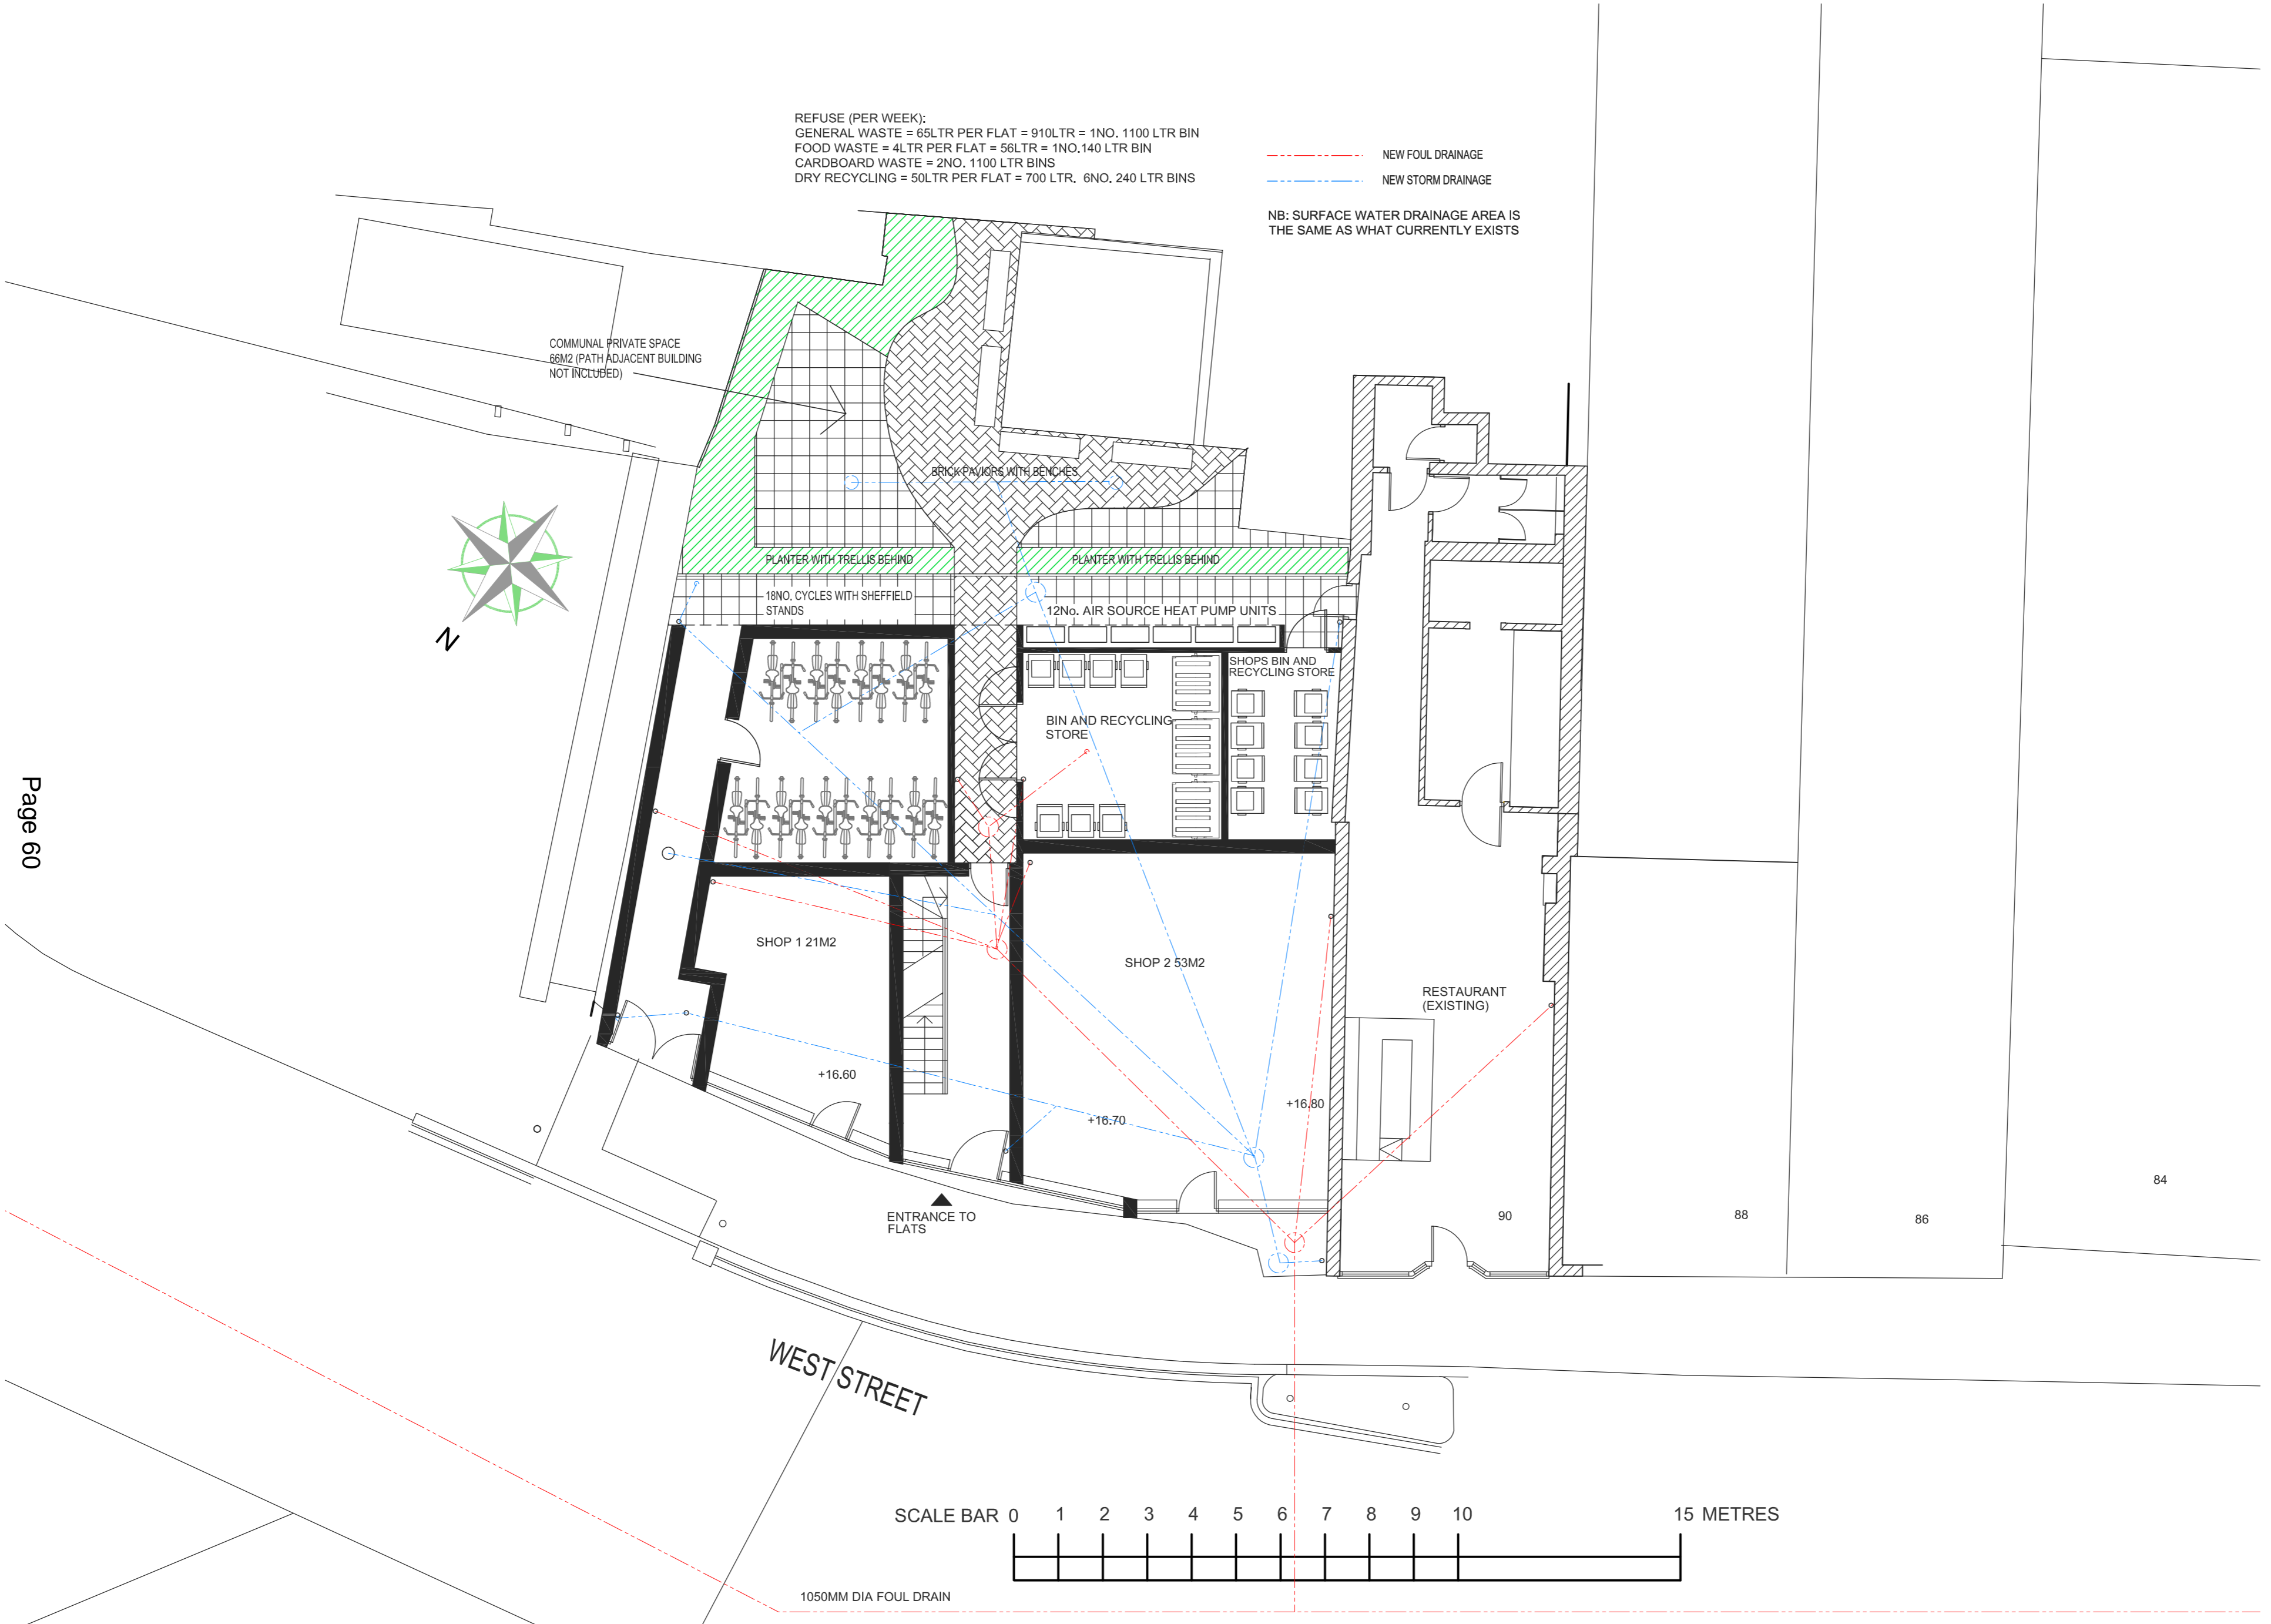 REFUSE (PER WEEK):
GENERAL WASTE = 65LTR PER FLAT = 910LTR = 1NO. 1100 LTR BIN
FOOD WASTE = 4LTR PER FLAT = 56LTR = 1NO.140 LTR BIN
CARDBOARD WASTE = 2NO. 1100 LTR BINS
DRY RECYCLING = 50LTR PER FLAT = 700 LTR. 6NO. 240 LTR BINS
NEW FOUL DRAINAGE
NEW STORM DRAINAGE
NB: SURFACE WATER DRAINAGE AREA IS
THE SAME AS WHAT CURRENTLY EXISTS
COMMUNAL PRIVATE SPACE
66M2 (PATH ADJACENT BUILDING
NOT INCLUDED)
BRICK PAVIORS WITH BENCHES
PLANTER WITH TRELLIS BEHIND
PLANTER WITH TRELLIS BEHIND
18NO. CYCLES WITH SHEFFIELD
STANDS
12No. AIR SOURCE HEAT PUMP UNITS
N
SHOPS BIN AND
RECYCLING STORE
BIN AND RECYCLING
STORE
Page 60
SHOP 1 21M2
SHOP 2 53M2
RESTAURANT
(EXISTING)
+16.60
+16.70
+16.80
ENTRANCE TO
FLATS
90
88
86
84
WEST STREET
SCALE BAR 0 1 2 3 4 5 6 7 8 9 10 15 METRES
1050MM DIA FOUL DRAIN